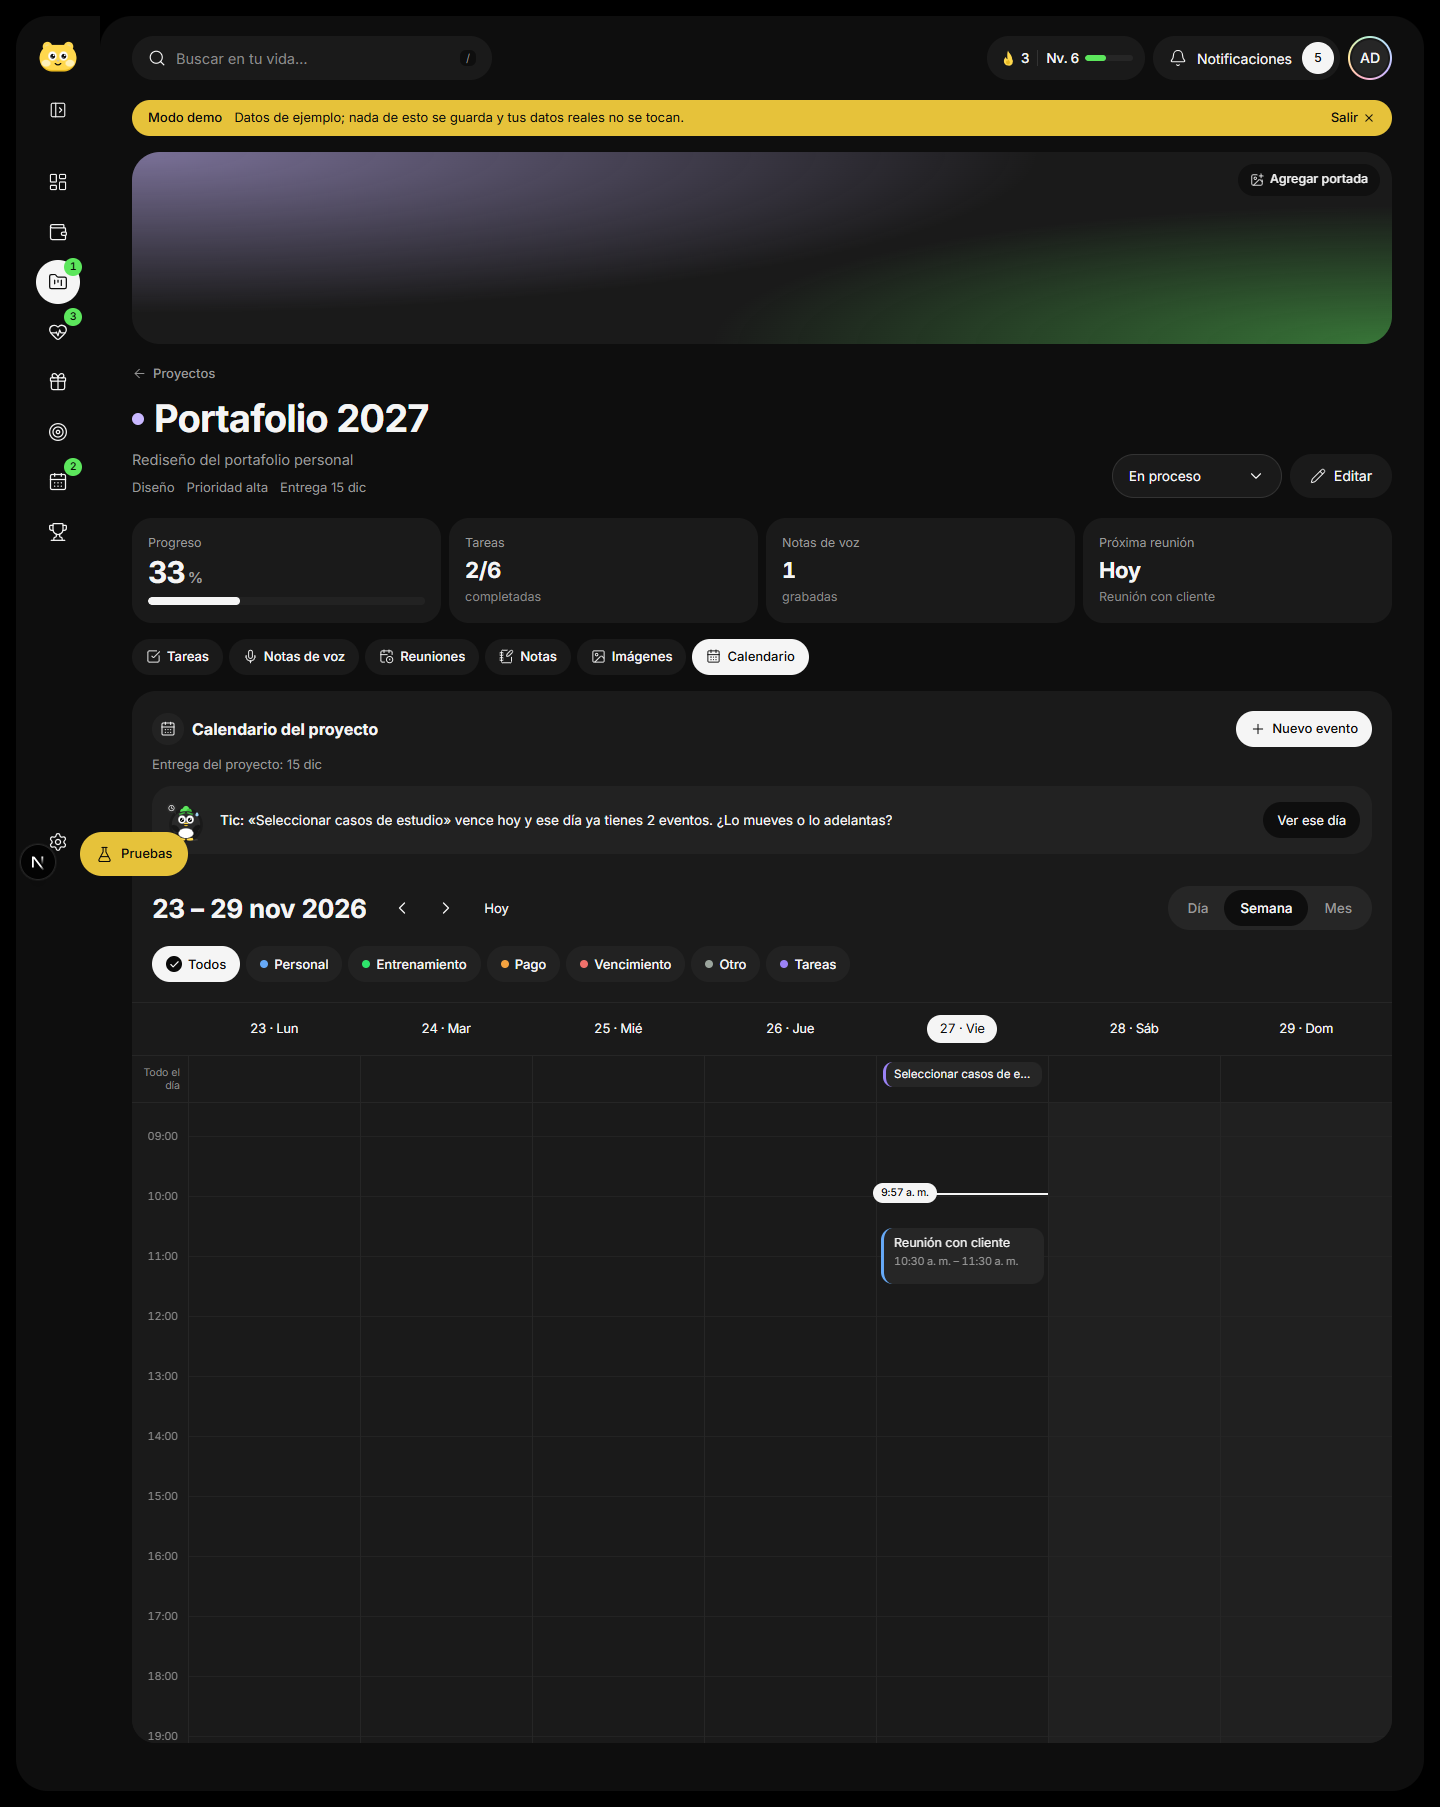 Buscar en tu vida...
/
3
Nv. 6
Notificaciones
5
AD
Modo demo
Datos de ejemplo; nada de esto se guarda y tus datos reales no se tocan.
Salir
Agregar portada
1
3
2
Proyectos
Portafolio 2027
Rediseño del portafolio personal
Diseño
Prioridad alta
Entrega 15 dic
En proceso
Editar
Progreso
33 %
Tareas
2/6
completadas
Notas de voz
1
grabadas
Próxima reunión
Hoy
Reunión con cliente
Tareas
Notas de voz
Reuniones
Notas
Imágenes
Calendario
Calendario del proyecto
Nuevo evento
Entrega del proyecto: 15 dic
Tic: «Seleccionar casos de estudio» vence hoy y ese día ya tienes 2 eventos. ¿Lo mueves o lo adelantas?
Ver ese día
N
Pruebas
23 – 29 nov 2026
Hoy
Día
Semana
Mes
Todos
Personal
Entrenamiento
Pago
Vencimiento
Otro
Tareas
23 · Lun
24 · Mar
25 · Mié
26 · Jue
27 · Vie
28 · Sáb
29 · Dom
Todo el
día
Seleccionar casos de e...
09:00
9:57 a. m.
10:00
Reunión con cliente
10:30 a. m. – 11:30 a. m.
11:00
12:00
13:00
14:00
15:00
16:00
17:00
18:00
19:00